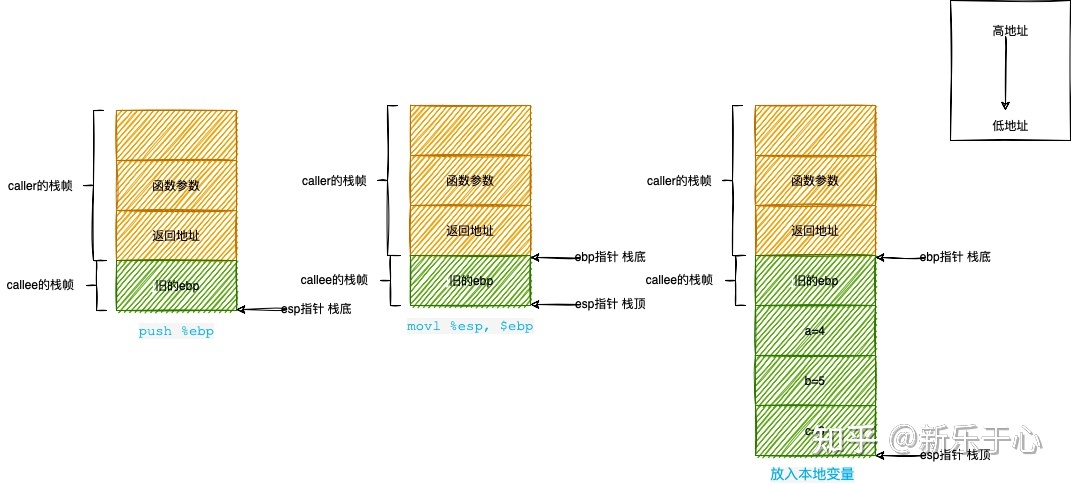 高地址
低地址
caller的栈帧
函数参数
返回地址
callee的栈帧
旧的ebp
esp指针 栈底
push %ebp
caller的栈帧
函数参数
返回地址
ebp指针 栈底
callee的栈帧
旧的ebp
esp指针 栈顶
movl %esp, $ebp
caller的栈帧
函数参数
返回地址
ebp指针 栈底
callee的栈帧
旧的ebp
a=4
b=5
esp指针 栈顶
放入本地变量
知乎 @新乐于心